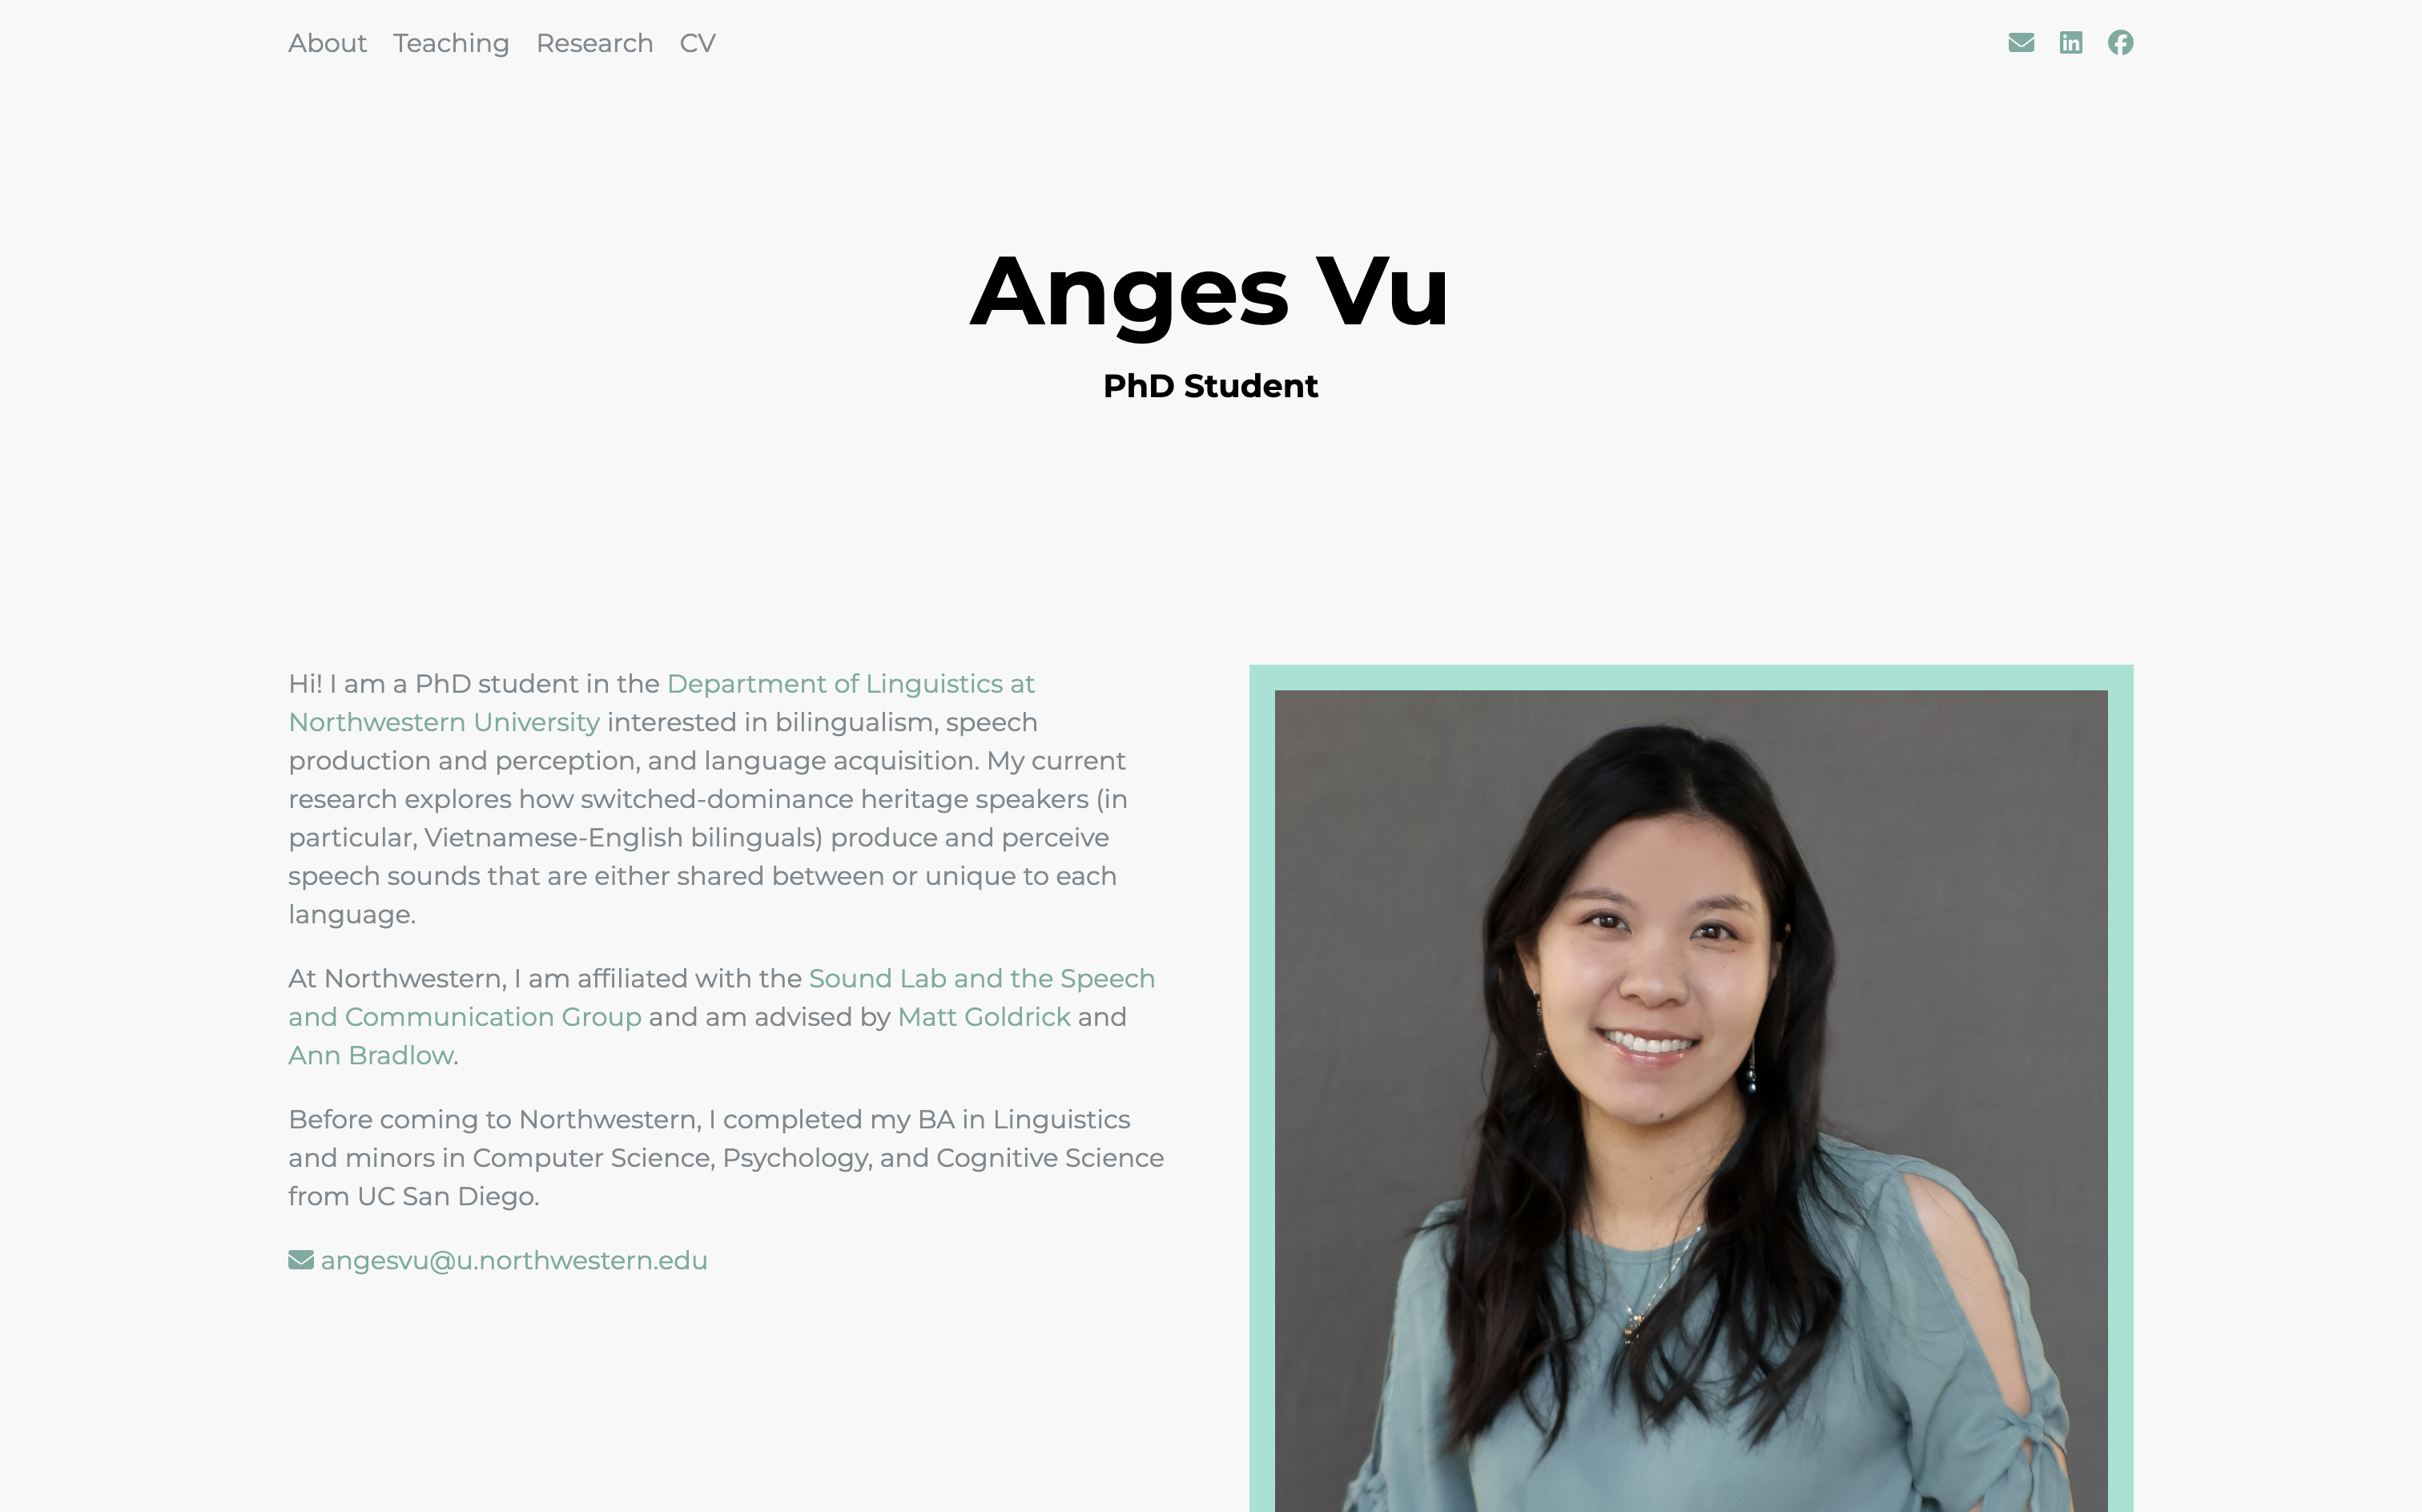 About Teaching Research CV
Anges Vu
PhD Student
Hi! I am a PhD student in the Department of Linguistics at
Northwestern University interested in bilingualism, speech
production and perception, and language acquisition. My current
research explores how switched-dominance heritage speakers (in
particular, Vietnamese-English bilinguals) produce and perceive
speech sounds that are either shared between or unique to each
language.
At Northwestern, I am affiliated with the Sound Lab and the Speech
and Communication Group and am advised by Matt Goldrick and
Ann Bradlow.
Before coming to Northwestern, I completed my BA in Linguistics
and minors in Computer Science, Psychology, and Cognitive Science
from UC San Diego.
angesvu@u.northwestern.edu